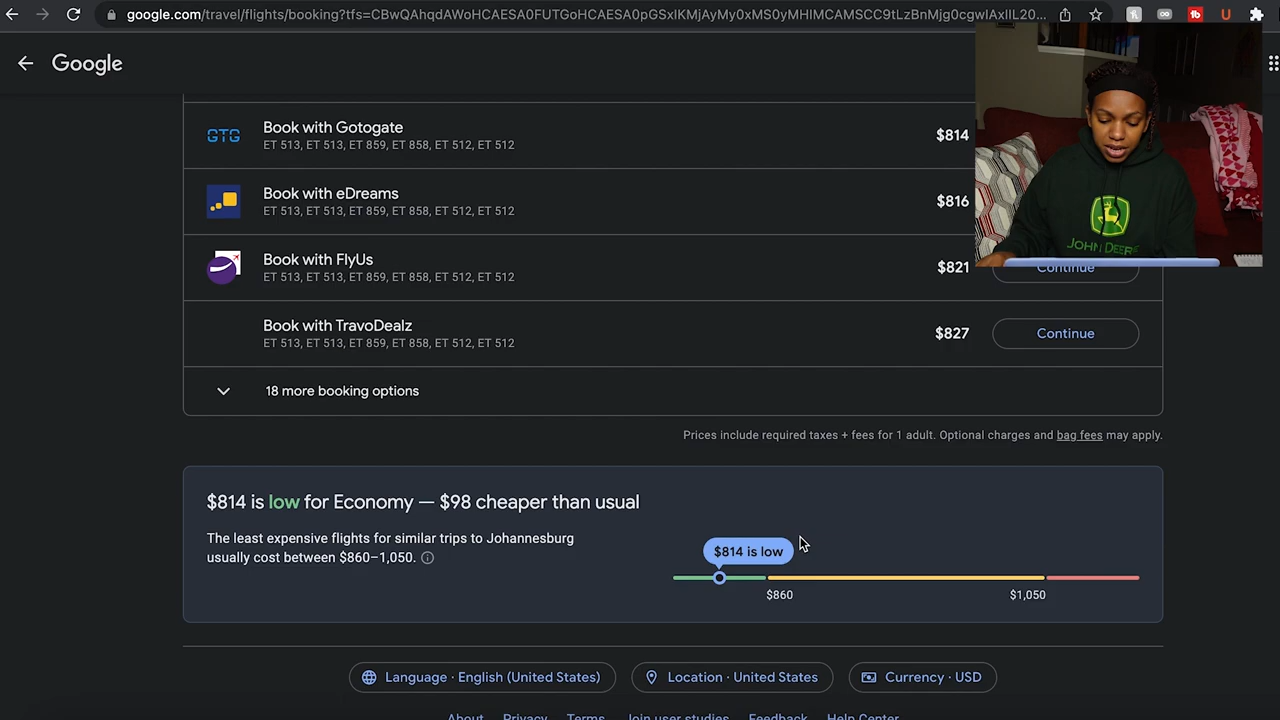 google.com/travel/flights/booking?tfs=CBwQAhqdAWoHCAESA0FUTGoHCAESA0pGSxIKMjAyMy0xMS0yMHIMCAMSCC9tLzBnMjg0cgwIAxIIL20...
Google
GTG
Book with Gotogate
ET 513, ET 513, ET 859, ET 858, ET 512, ET 512
$814
Book with eDreams
ET 513, ET 513, ET 859, ET 858, ET 512, ET 512
$816
JOHN DEERE
Book with FlyUs
ET 513, ET 513, ET 859, ET 858, ET 512, ET 512
$821
Continue
Book with TravoDealz
ET 513, ET 513, ET 859, ET 858, ET 512, ET 512
$827
Continue
18 more booking options
Prices include required taxes + fees for 1 adult. Optional charges and bag fees may apply.
$814 is low for Economy — $98 cheaper than usual
The least expensive flights for similar trips to Johannesburg
usually cost between $860–1,050.
$814 is low
$860
$1,050
Language · English (United States)
Location · United States
Currency · USD
About
Privacy
Terms
Join user studies
Feedback
Help Center